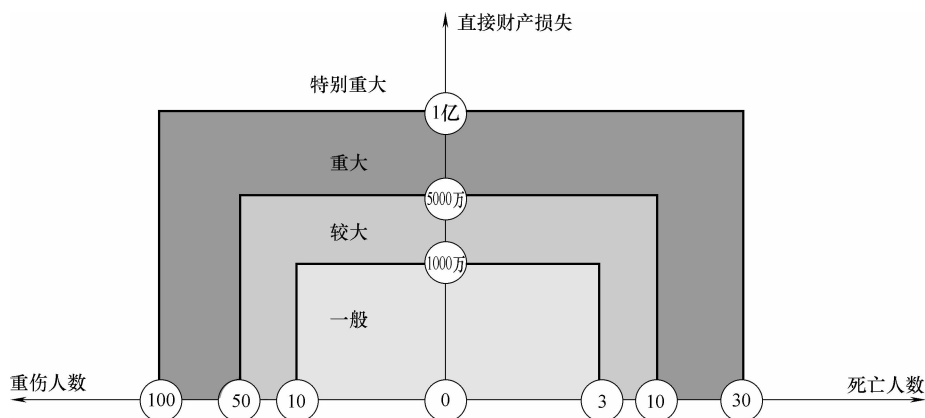 直接财产损失
特别重大
1亿
重大
5000万
较大
1000万
一般
重伤人数
100
50
10
0
3
10
30
死亡人数